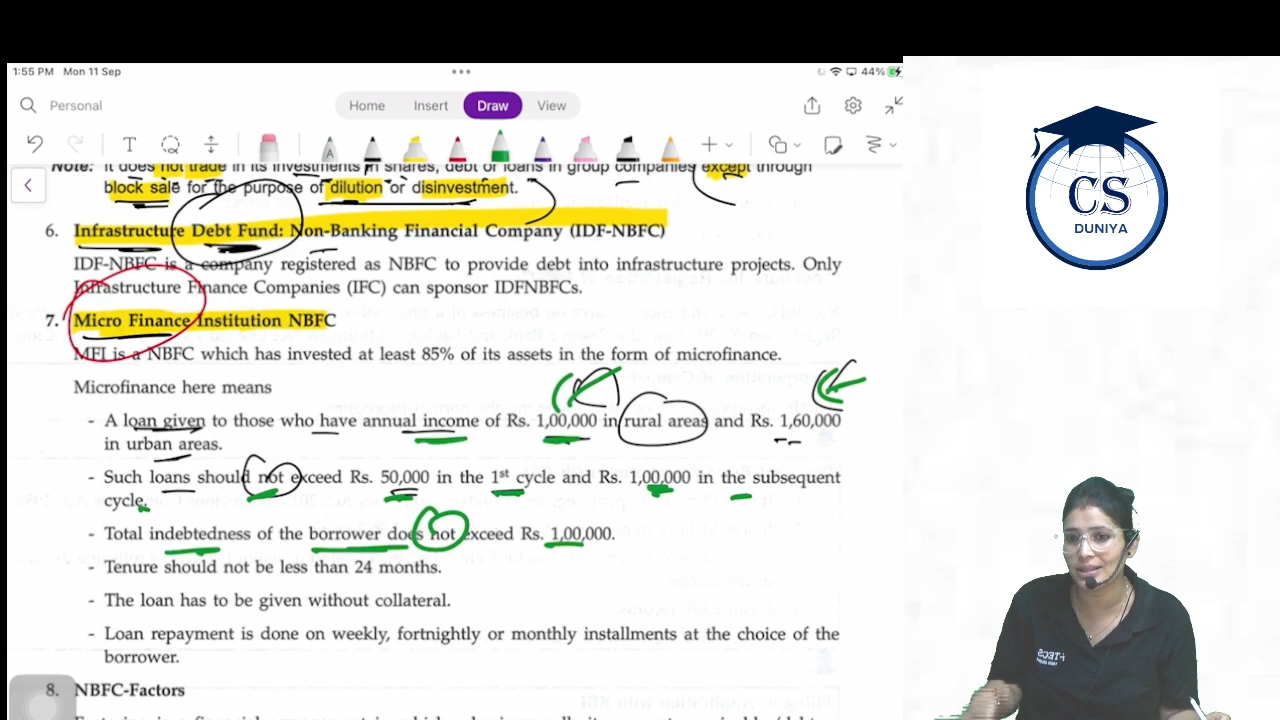 1:55 PM Mon 11 Sep
44%
Personal
Home Insert Draw View
Note: It does not trade in its investments in shares, debt or loans in group companies except through
block sale for the purpose of dilution or disinvestment.
6. Infrastructure Debt Fund: Non-Banking Financial Company (IDF-NBFC)
IDF-NBFC is a company registered as NBFC to provide debt into infrastructure projects. Only
Infrastructure Finance Companies (IFC) can sponsor IDFNBFCs.
7. Micro Finance Institution NBFC
MFI is a NBFC which has invested at least 85% of its assets in the form of microfinance.
Microfinance here means
- A loan given to those who have annual income of Rs. 1,00,000 in rural areas and Rs. 1,60,000
in urban areas.
- Such loans should not exceed Rs. 50,000 in the 1st cycle and Rs. 1,00,000 in the subsequent
cycle.
- Total indebtedness of the borrower does not exceed Rs. 1,00,000.
- Tenure should not be less than 24 months.
- The loan has to be given without collateral.
- Loan repayment is done on weekly, fortnightly or monthly installments at the choice of the
borrower.
8. NBFC-Factors
CS
DUNIYA